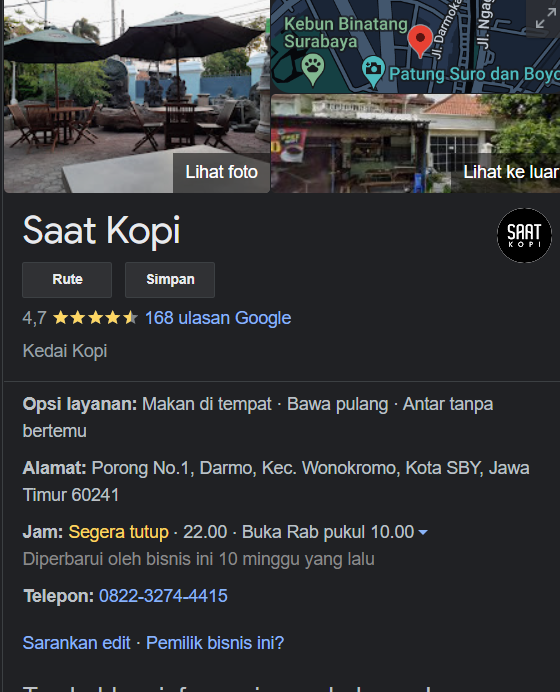 Kebun Binatang
Surabaya
Jl. Darmok
Jl. Ngag
Patung Suro dan Boyo
Lihat foto
Lihat ke luar
Saat Kopi
SAAT
KOPI
Rute
Simpan
4,7
168 ulasan Google
Kedai Kopi
Opsi layanan: Makan di tempat · Bawa pulang · Antar tanpa
bertemu
Alamat: Porong No.1, Darmo, Kec. Wonokromo, Kota SBY, Jawa
Timur 60241
Jam: Segera tutup · 22.00 · Buka Rab pukul 10.00
Diperbarui oleh bisnis ini 10 minggu yang lalu
Telepon: 0822-3274-4415
Sarankan edit · Pemilik bisnis ini?